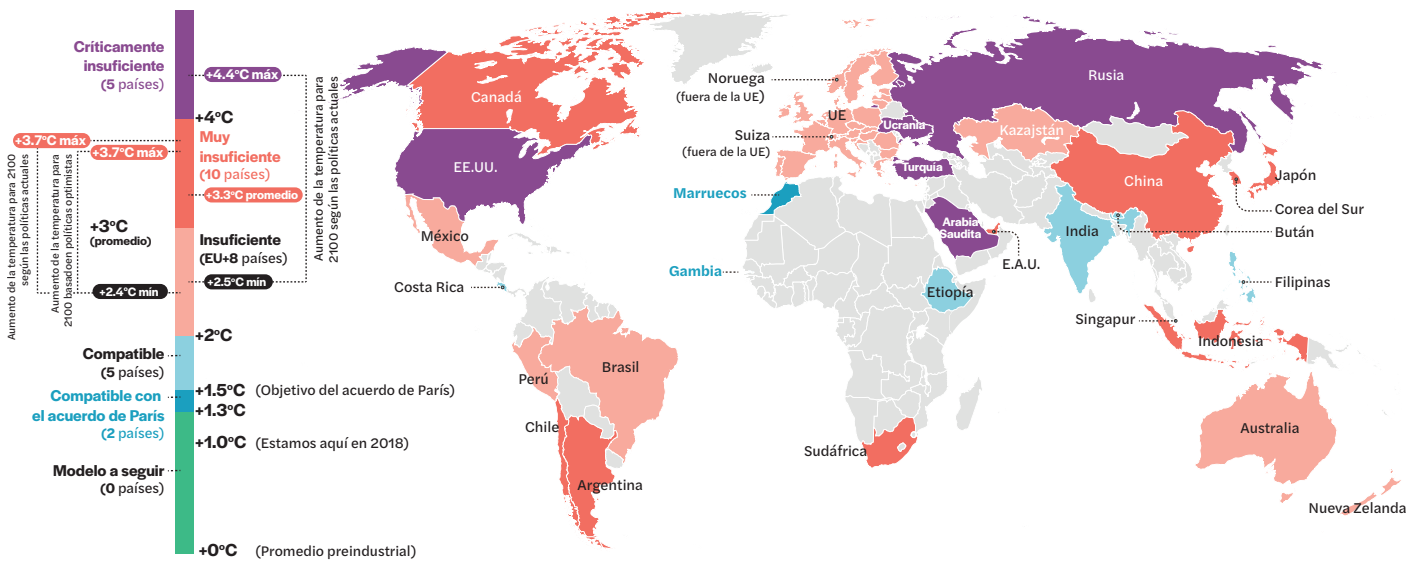 Críticamente
insuficiente
(5 países)
+4.4°C máx
+4°C
+3.7°C máx
+3.7°C máx
Muy
insuficiente
(10 países)
+3.3°C promedio
+3°C
(promedio)
Insuficiente
(EU+8 países)
+2.5°C mín
+2.4°C mín
+2°C
Compatible
(5 países)
+1.5°C (Objetivo del acuerdo de París)
Compatible con
el acuerdo de París
(2 países)
+1.3°C
+1.0°C (Estamos aquí en 2018)
Modelo a seguir
(0 países)
+0°C (Promedio preindustrial)
Aumento de la temperatura para 2100
según las políticas actuales
Aumento de la temperatura para
2100 basadoen políticas optimistas
Aumento de la temperatura para
2100 según las políticas actuales
Canadá
EE.UU.
México
Costa Rica
Perú
Brasil
Chile
Argentina
Noruega
(fuera de la UE)
UE
Suiza
(fuera de la UE)
Ucrania
Turquía
Rusia
Kazajstán
China
Japón
Corea del Sur
Bután
India
Marruecos
Arabia
Saudita
E.A.U.
Gambia
Etiopía
Filipinas
Singapur
Indonesia
Sudáfrica
Australia
Nueva Zelanda